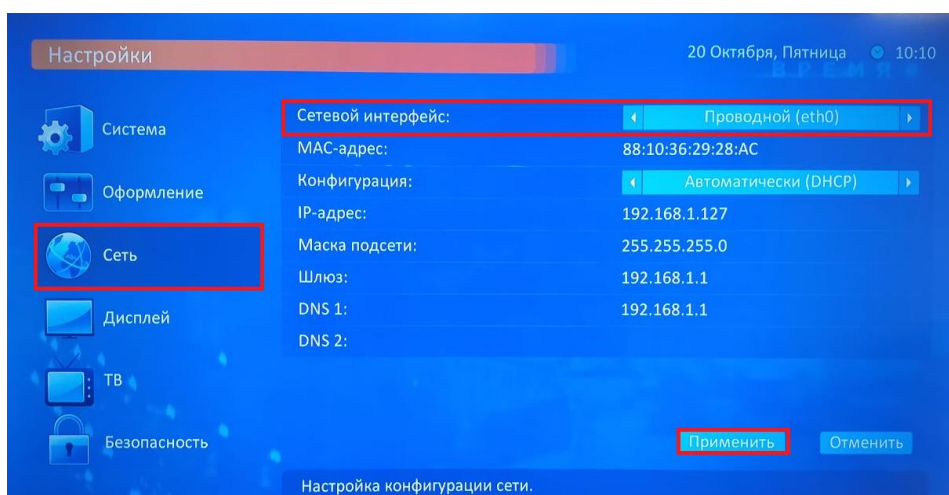 Настройки
20 Октября, Пятница 10:10
ВРЕМЯ
Система
Оформление
Сеть
Дисплей
ТВ
Безопасность
Сетевой интерфейс: Проводной (eth0)
MAC-адрес: 88:10:36:29:28:AC
Конфигурация: Автоматически (DHCP)
IP-адрес: 192.168.1.127
Маска подсети: 255.255.255.0
Шлюз: 192.168.1.1
DNS 1: 192.168.1.1
DNS 2:
Применить Отменить
Настройка конфигурации сети.